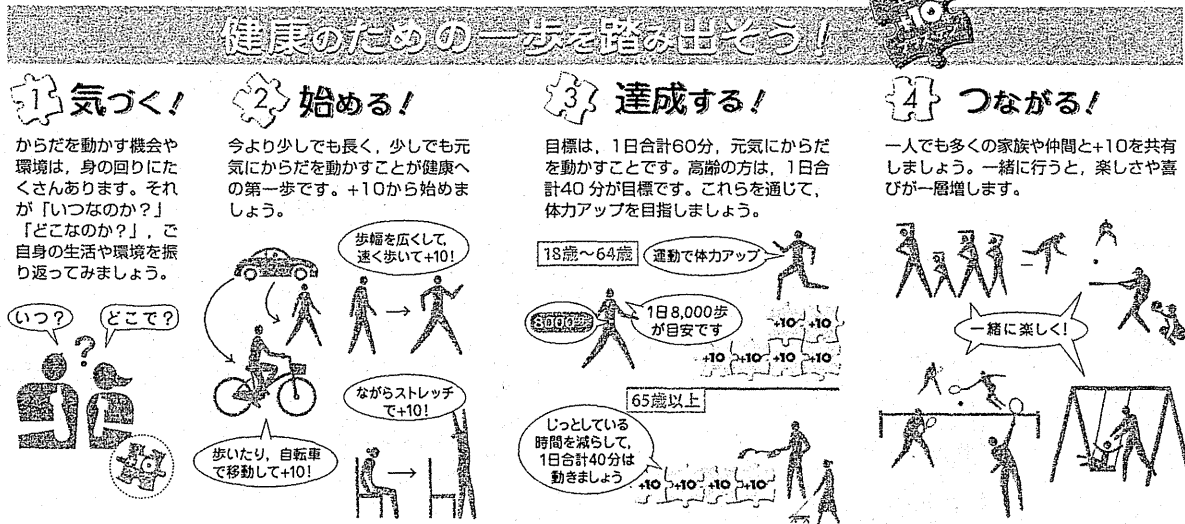 健康のための一歩を踏み出そう!
+10
1 気づく!
からだを動かす機会や
環境は,身の回りにた
くさんあります。それ
が「いつなのか?」
「どこなのか?」,ご
自身の生活や環境を振
り返ってみましょう。
いつ?
どこで?
?
2 始める!
今より少しでも長く,少しでも元
気にからだを動かすことが健康へ
の第一歩です。+10から始めま
しょう。
歩幅を広くして,
速く歩いて+10!
ながらストレッチ
で+10!
歩いたり,自転車
で移動して+10!
3 達成する!
目標は,1日合計60分,元気にからだ
を動かすことです。高齢の方は,1日合
計40分が目標です。これらを通じて,
体力アップを目指しましょう。
18歳~64歳
運動で体力アップ
8000歩
1日8,000歩
が目安です
+10 +10
+10 +10 +10 +10
65歳以上
じっとしている
時間を減らして,
1日合計40分は
動きましょう
+10 +10 +10 +10
4 つながる!
一人でも多くの家族や仲間と+10を共有
しましょう。一緒に行うと,楽しさや喜
びが一層増します。
一緒に楽しく!